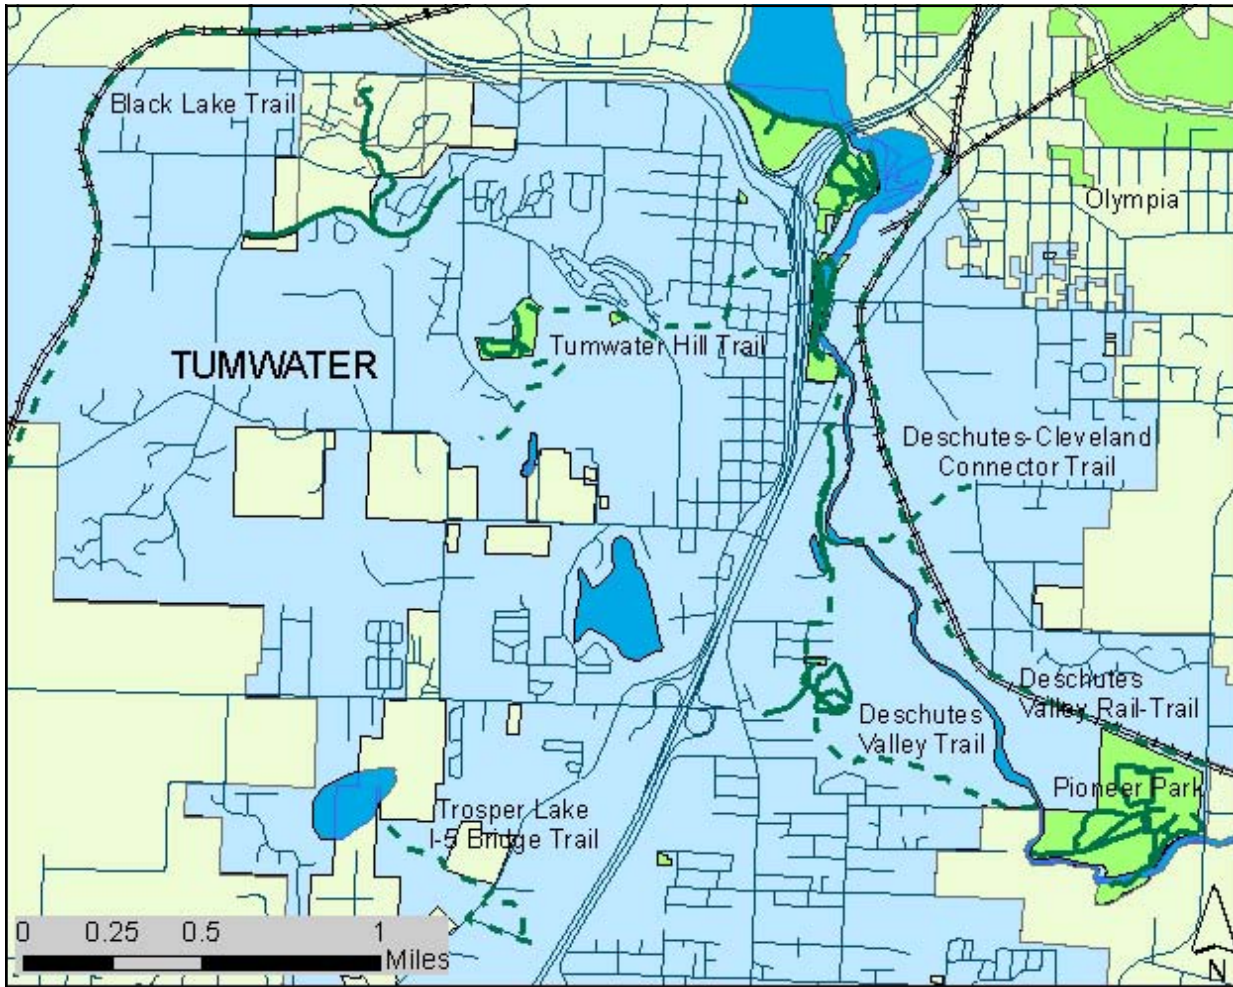 Black Lake Trail
Olympia
Tumwater Hill Trail
TUMWATER
Deschutes-Cleveland
Connector Trail
Deschutes
Valley Rail-Trail
Deschutes
Valley Trail
Pioneer Park
Trosper Lake
I-5 Bridge Trail
0 0.25 0.5 1
Miles
N